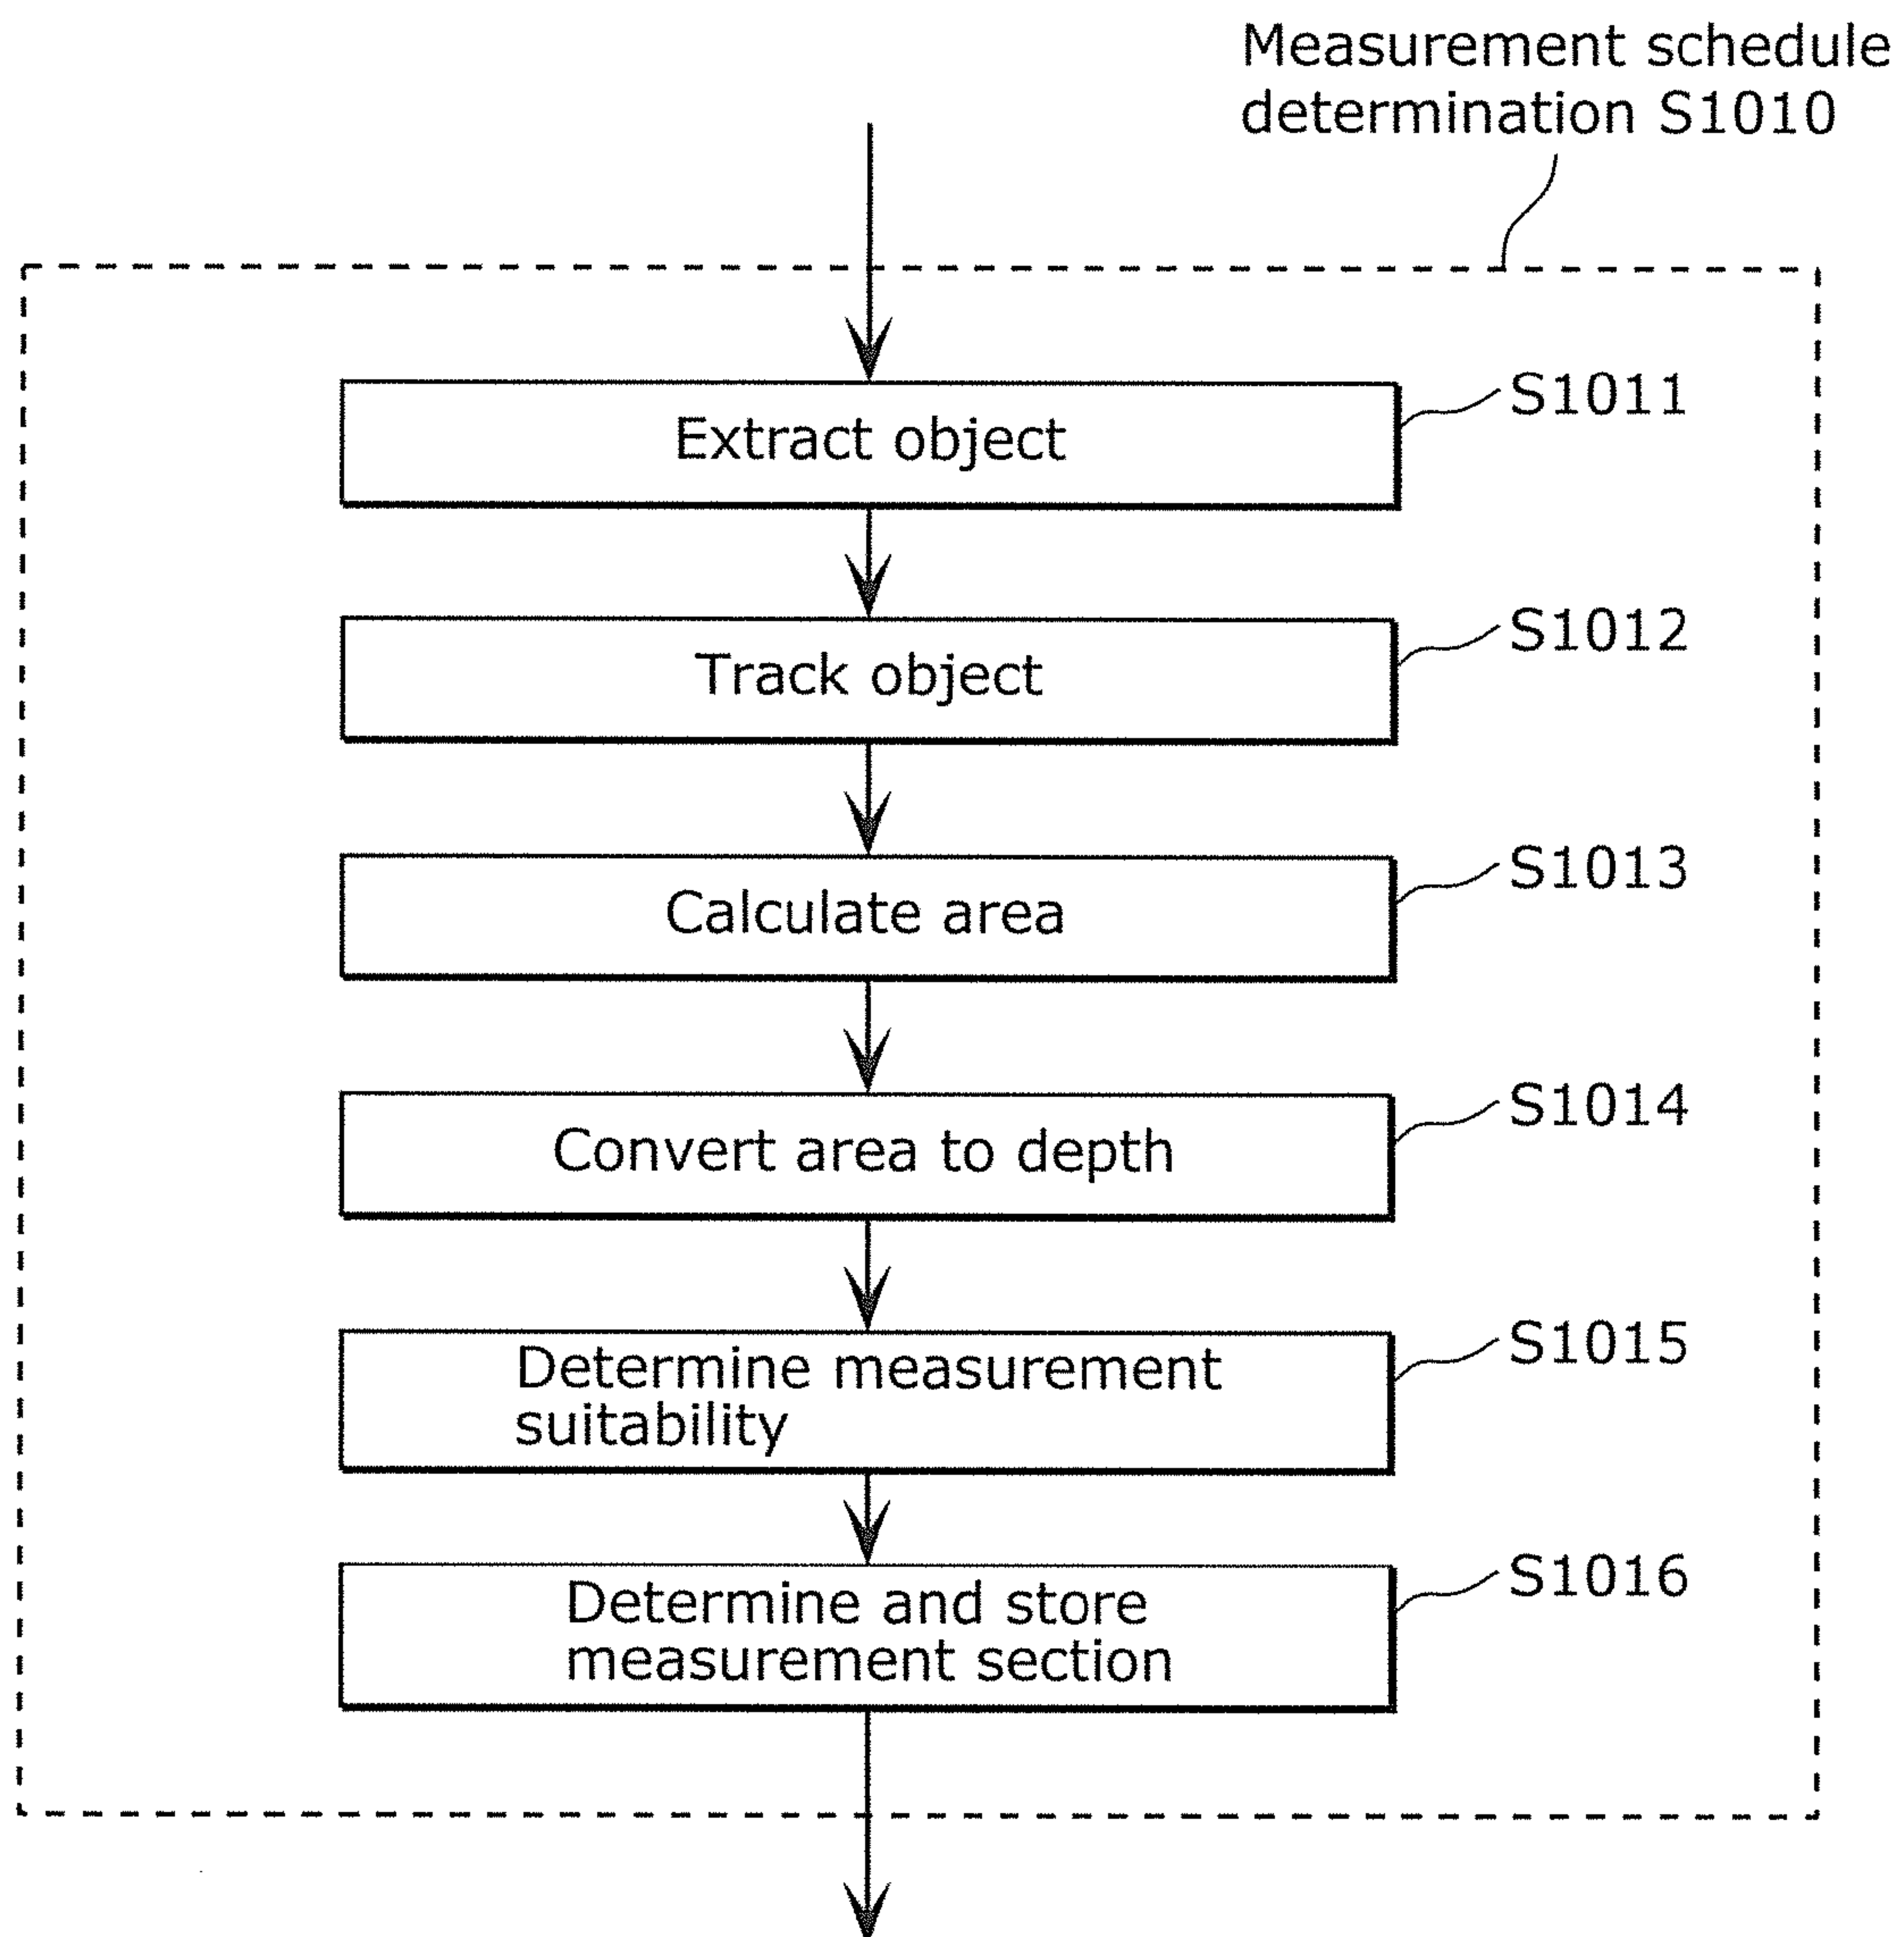 Measurement schedule
determination S1010
Extract object
S1011
Track object
S1012
Calculate area
S1013
Convert area to depth
S1014
Determine measurement
suitability
S1015
Determine and store
measurement section
S1016